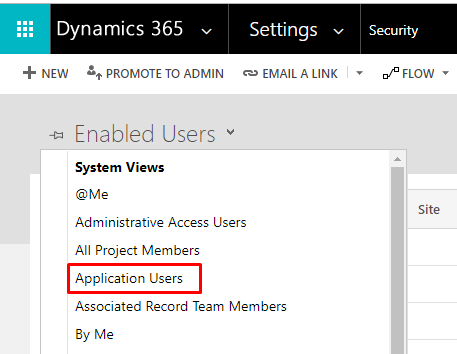 Dynamics 365 Settings Security
NEW PROMOTE TO ADMIN EMAIL A LINK FLOW
Enabled Users
System Views
@Me
Administrative Access Users
Site
All Project Members
Application Users
Associated Record Team Members
By Me